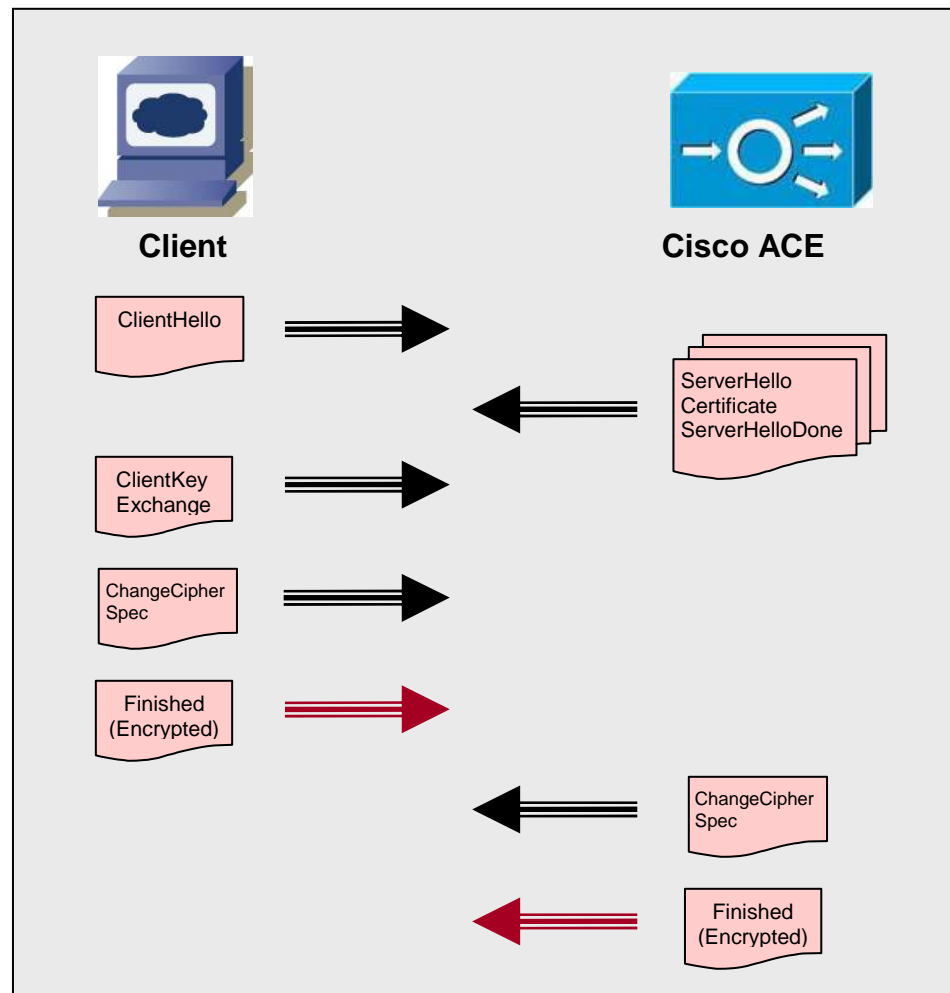 Client
Cisco ACE
ClientHello
ServerHello
Certificate
ServerHelloDone
ClientKey
Exchange
ChangeCipher
Spec
Finished
(Encrypted)
ChangeCipher
Spec
Finished
(Encrypted)